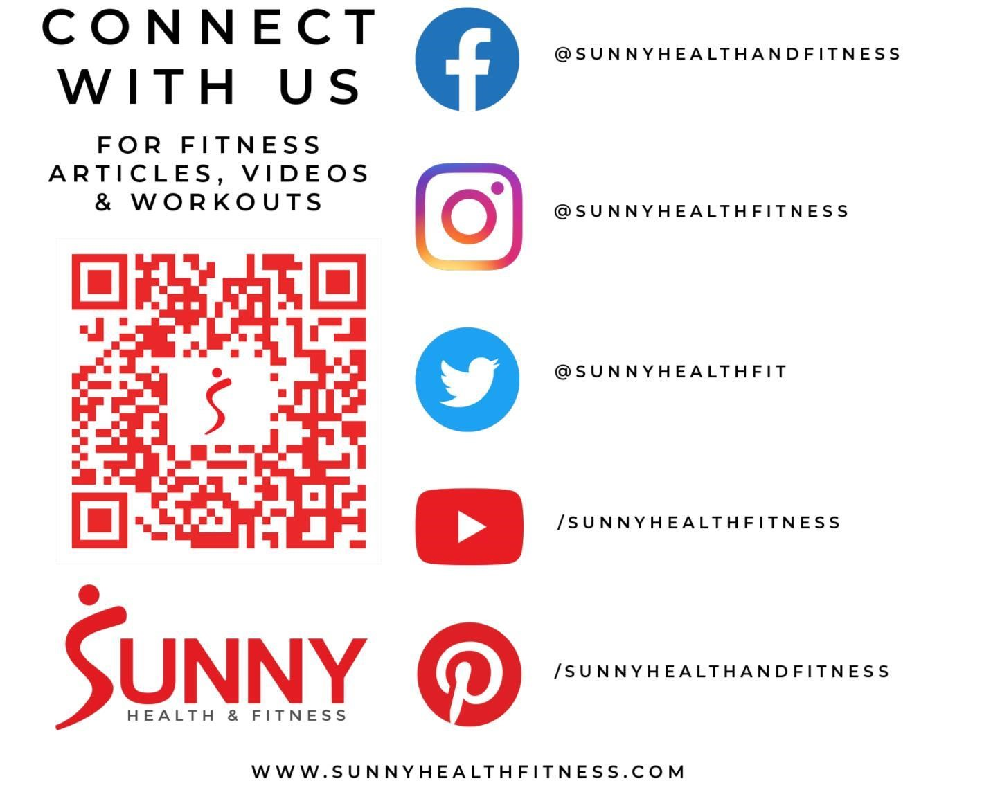 CONNECT
WITH US
FOR FITNESS
ARTICLES, VIDEOS
& WORKOUTS
SUNNY
HEALTH & FITNESS
@SUNNYHEALTHANDFITNESS
@SUNNYHEALTHFITNESS
@SUNNYHEALTHFIT
/SUNNYHEALTHFITNESS
/SUNNYHEALTHANDFITNESS
WWW.SUNNYHEALTHFITNESS.COM